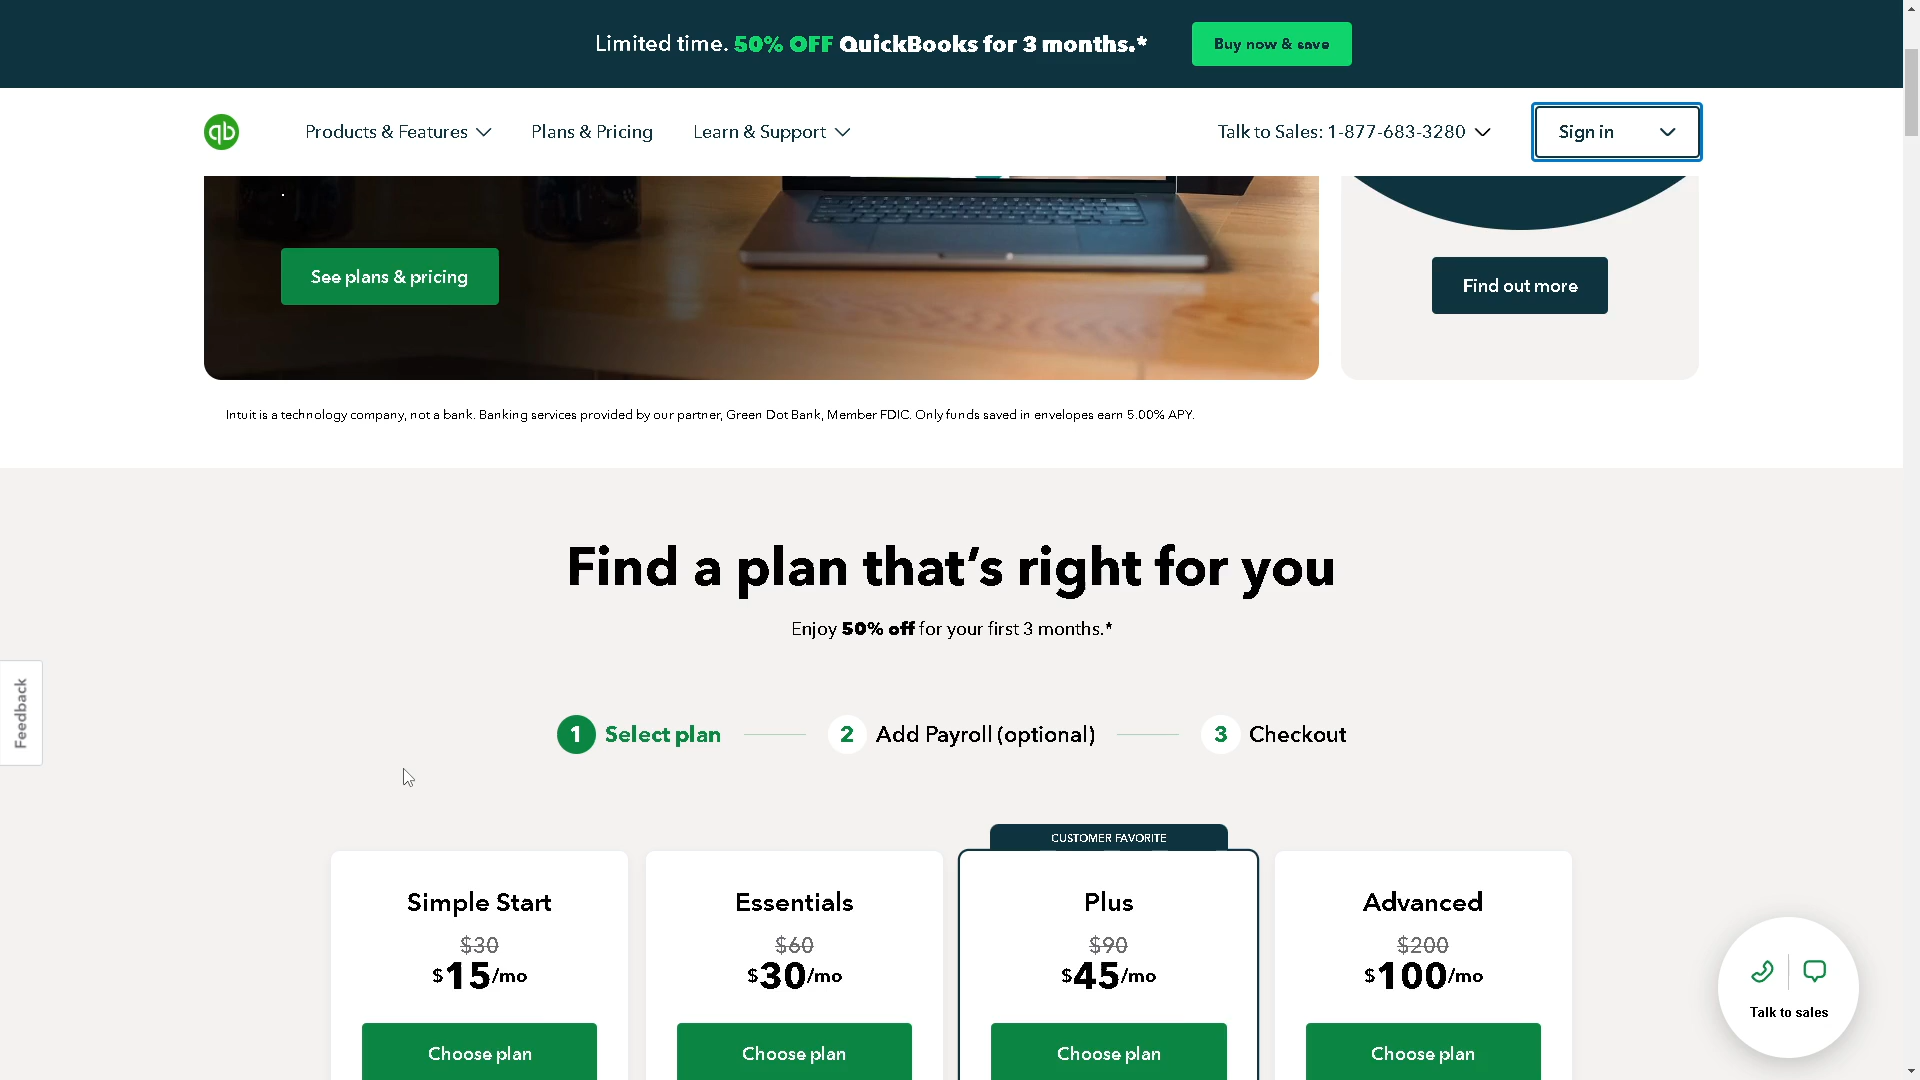 Limited time. 50% OFF QuickBooks for 3 months.*
Buy now & save
qb
Products & Features
Plans & Pricing
Learn & Support
Talk to Sales: 1-877-683-3280
Sign in
.
See plans & pricing
Find out more
Intuit is a technology company, not a bank. Banking services provided by our partner, Green Dot Bank, Member FDIC. Only funds saved in envelopes earn 5.00% APY.
Find a plan that’s right for you
Enjoy 50% off for your first 3 months.*
Feedback
1 Select plan
2 Add Payroll (optional)
3 Checkout
CUSTOMER FAVORITE
Simple Start
$30
$15/mo
Choose plan
Essentials
$60
$30/mo
Choose plan
Plus
$90
$45/mo
Choose plan
Advanced
$200
$100/mo
Choose plan
Talk to sales